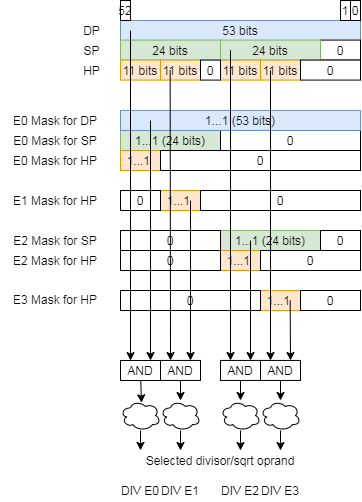 52 1 0
DP 53 bits
SP 24 bits 24 bits 0
HP 11 bits 11 bits 0 11 bits 11 bits 0
E0 Mask for DP 1...1 (53 bits)
E0 Mask for SP 1...1 (24 bits) 0
E0 Mask for HP 1...1 0
E1 Mask for HP 0 1...1 0
E2 Mask for SP 0 1...1 (24 bits) 0
E2 Mask for HP 0 1...1 0
E3 Mask for HP 0 1...1 0
AND AND AND AND
Selected divisor/sqrt oprand
DIV E0 DIV E1 DIV E2 DIV E3